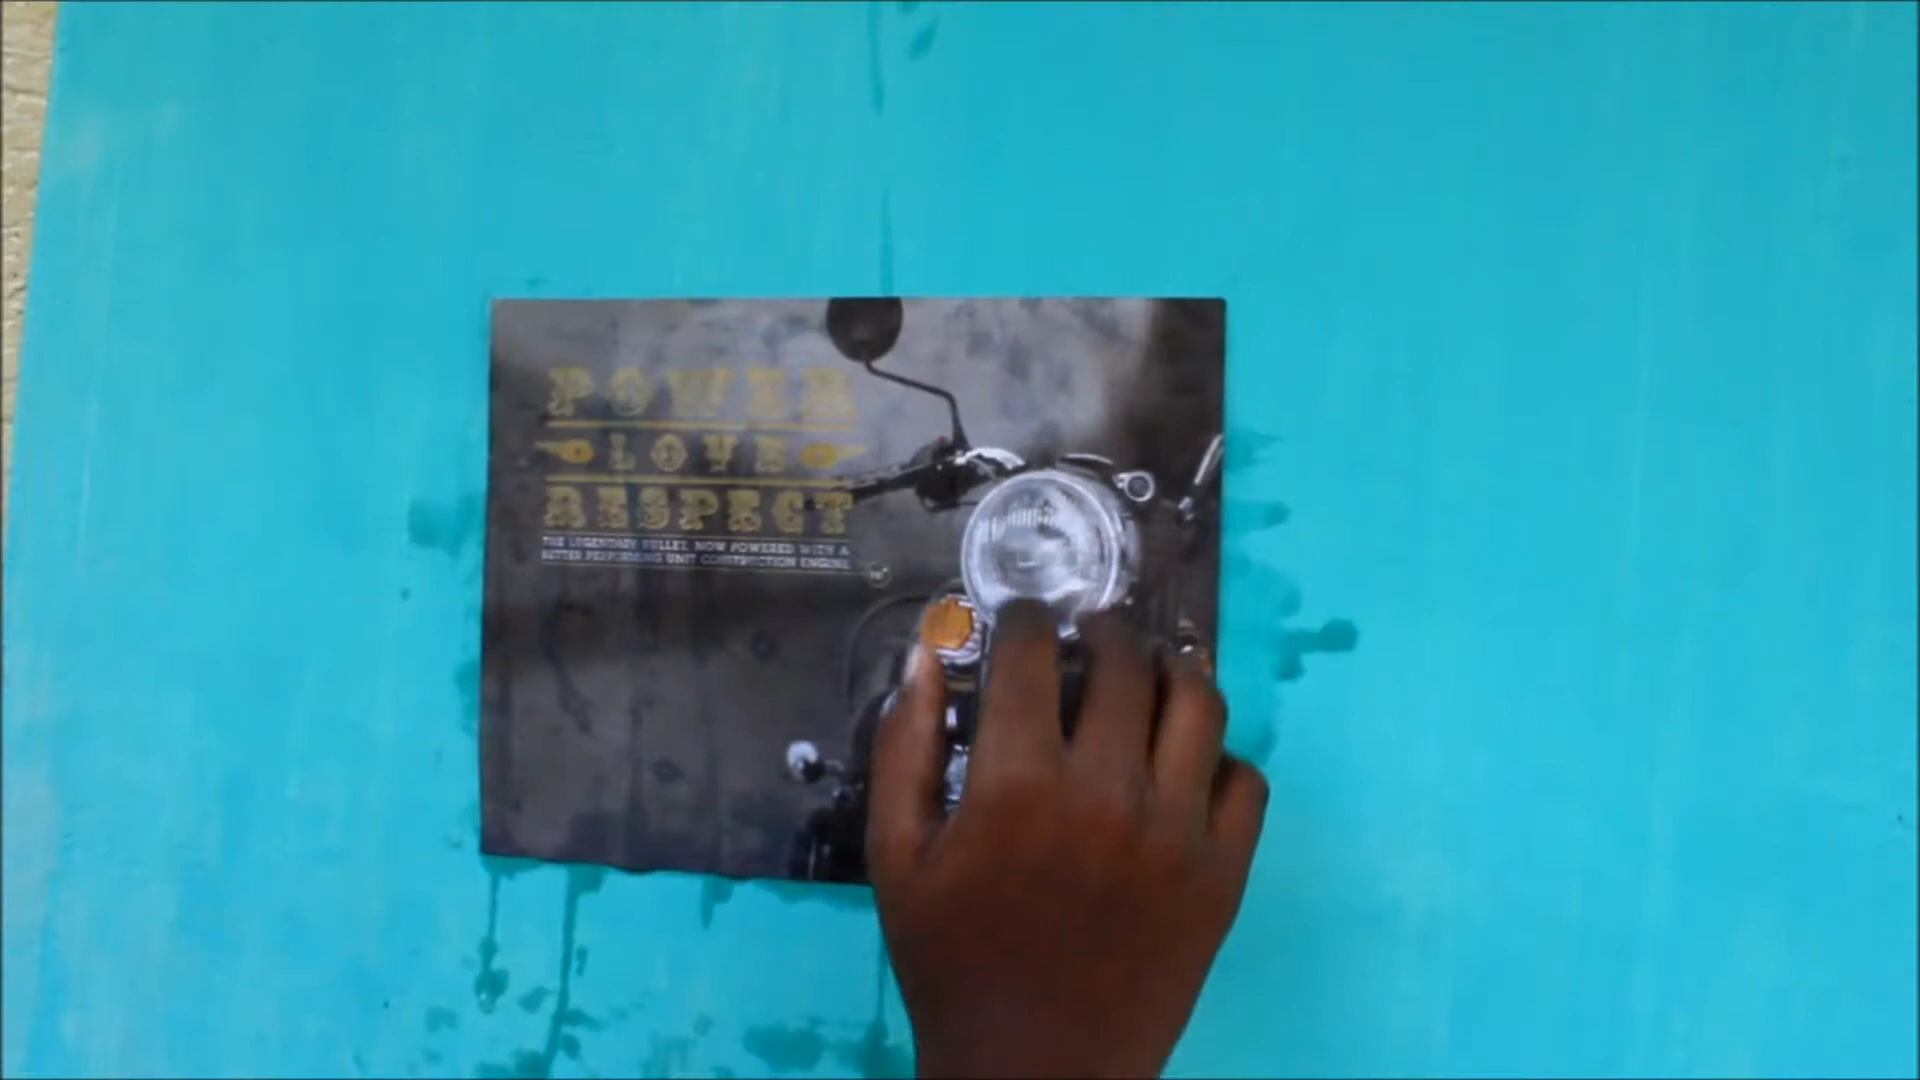 POWER
LOVE
RESPECT
THE LEGENDARY BULLET, NOW POWERED WITH A
BETTER PERFORMING UNIT CONSTRUCTION ENGINE